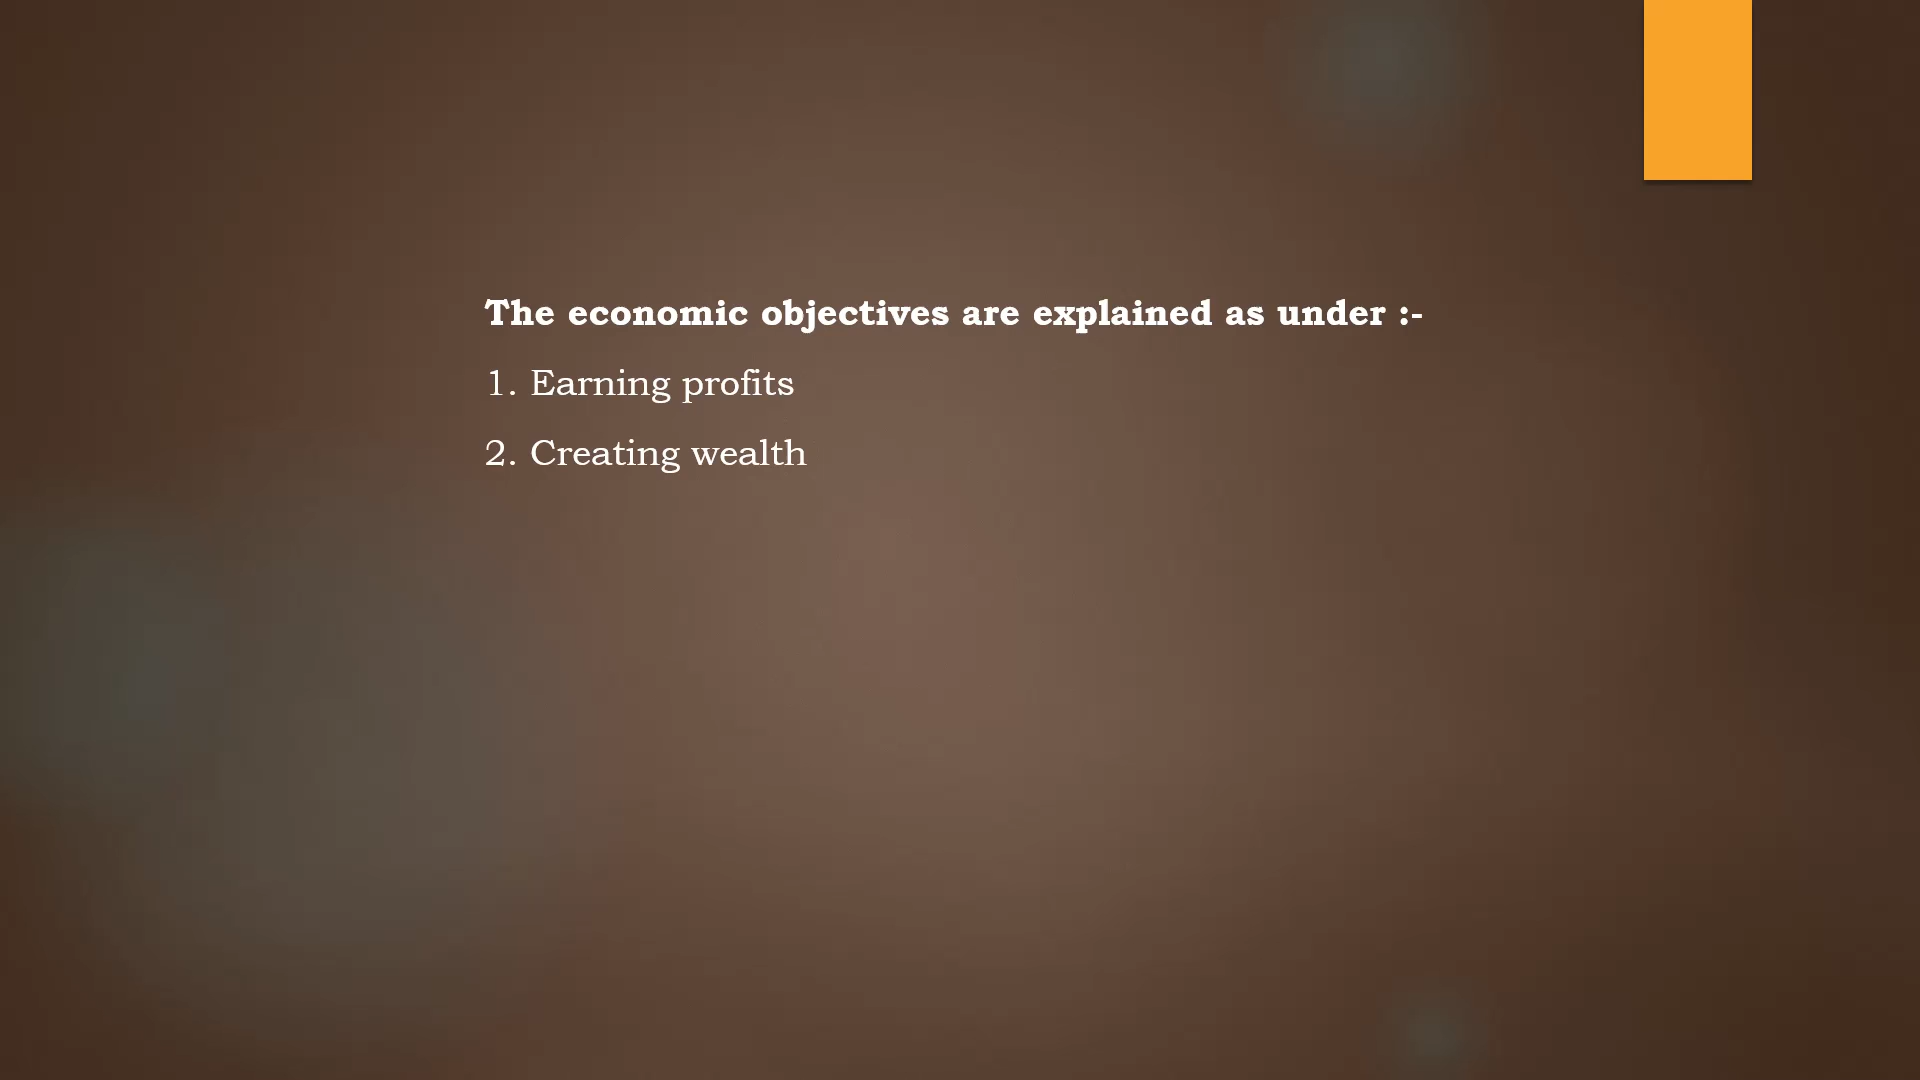 The economic objectives are explained as under :-
1. Earning profits
2. Creating wealth